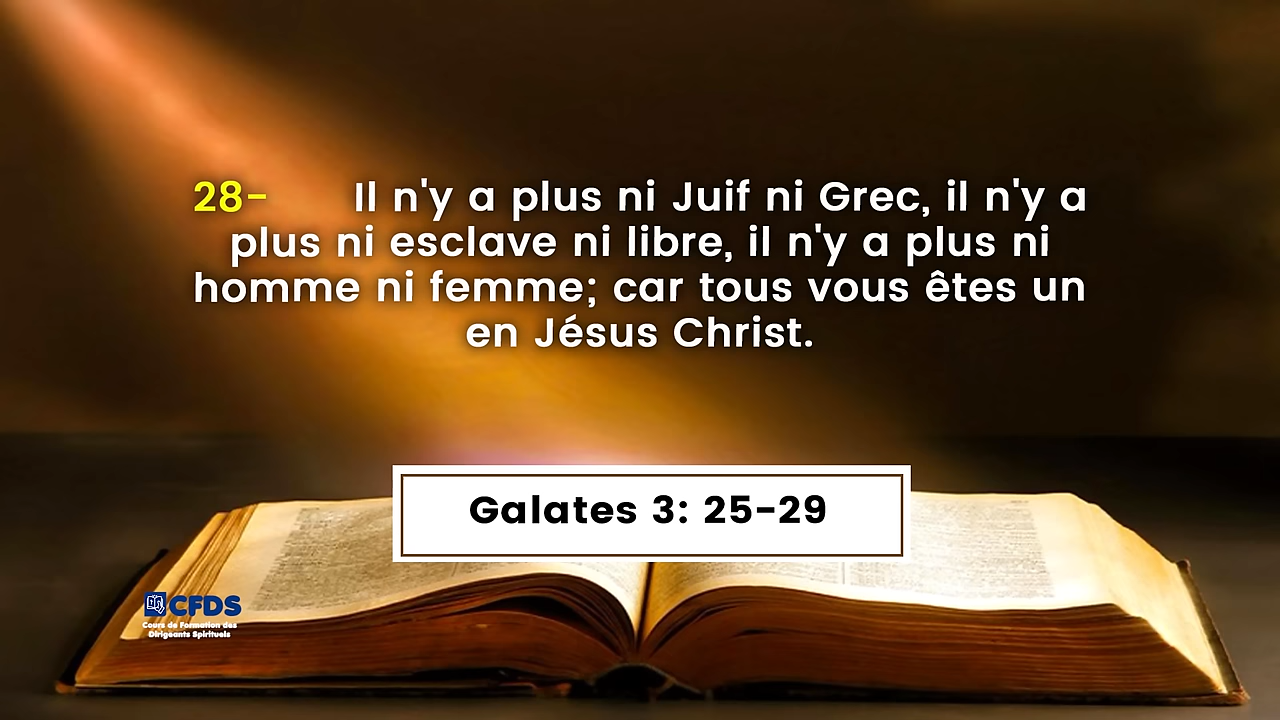 28- Il n'y a plus ni Juif ni Grec, il n'y a
plus ni esclave ni libre, il n'y a plus ni
homme ni femme; car tous vous êtes un
en Jésus Christ.
Galates 3: 25-29
CFDS
Cours de Formation des
Dirigeants Spirituels